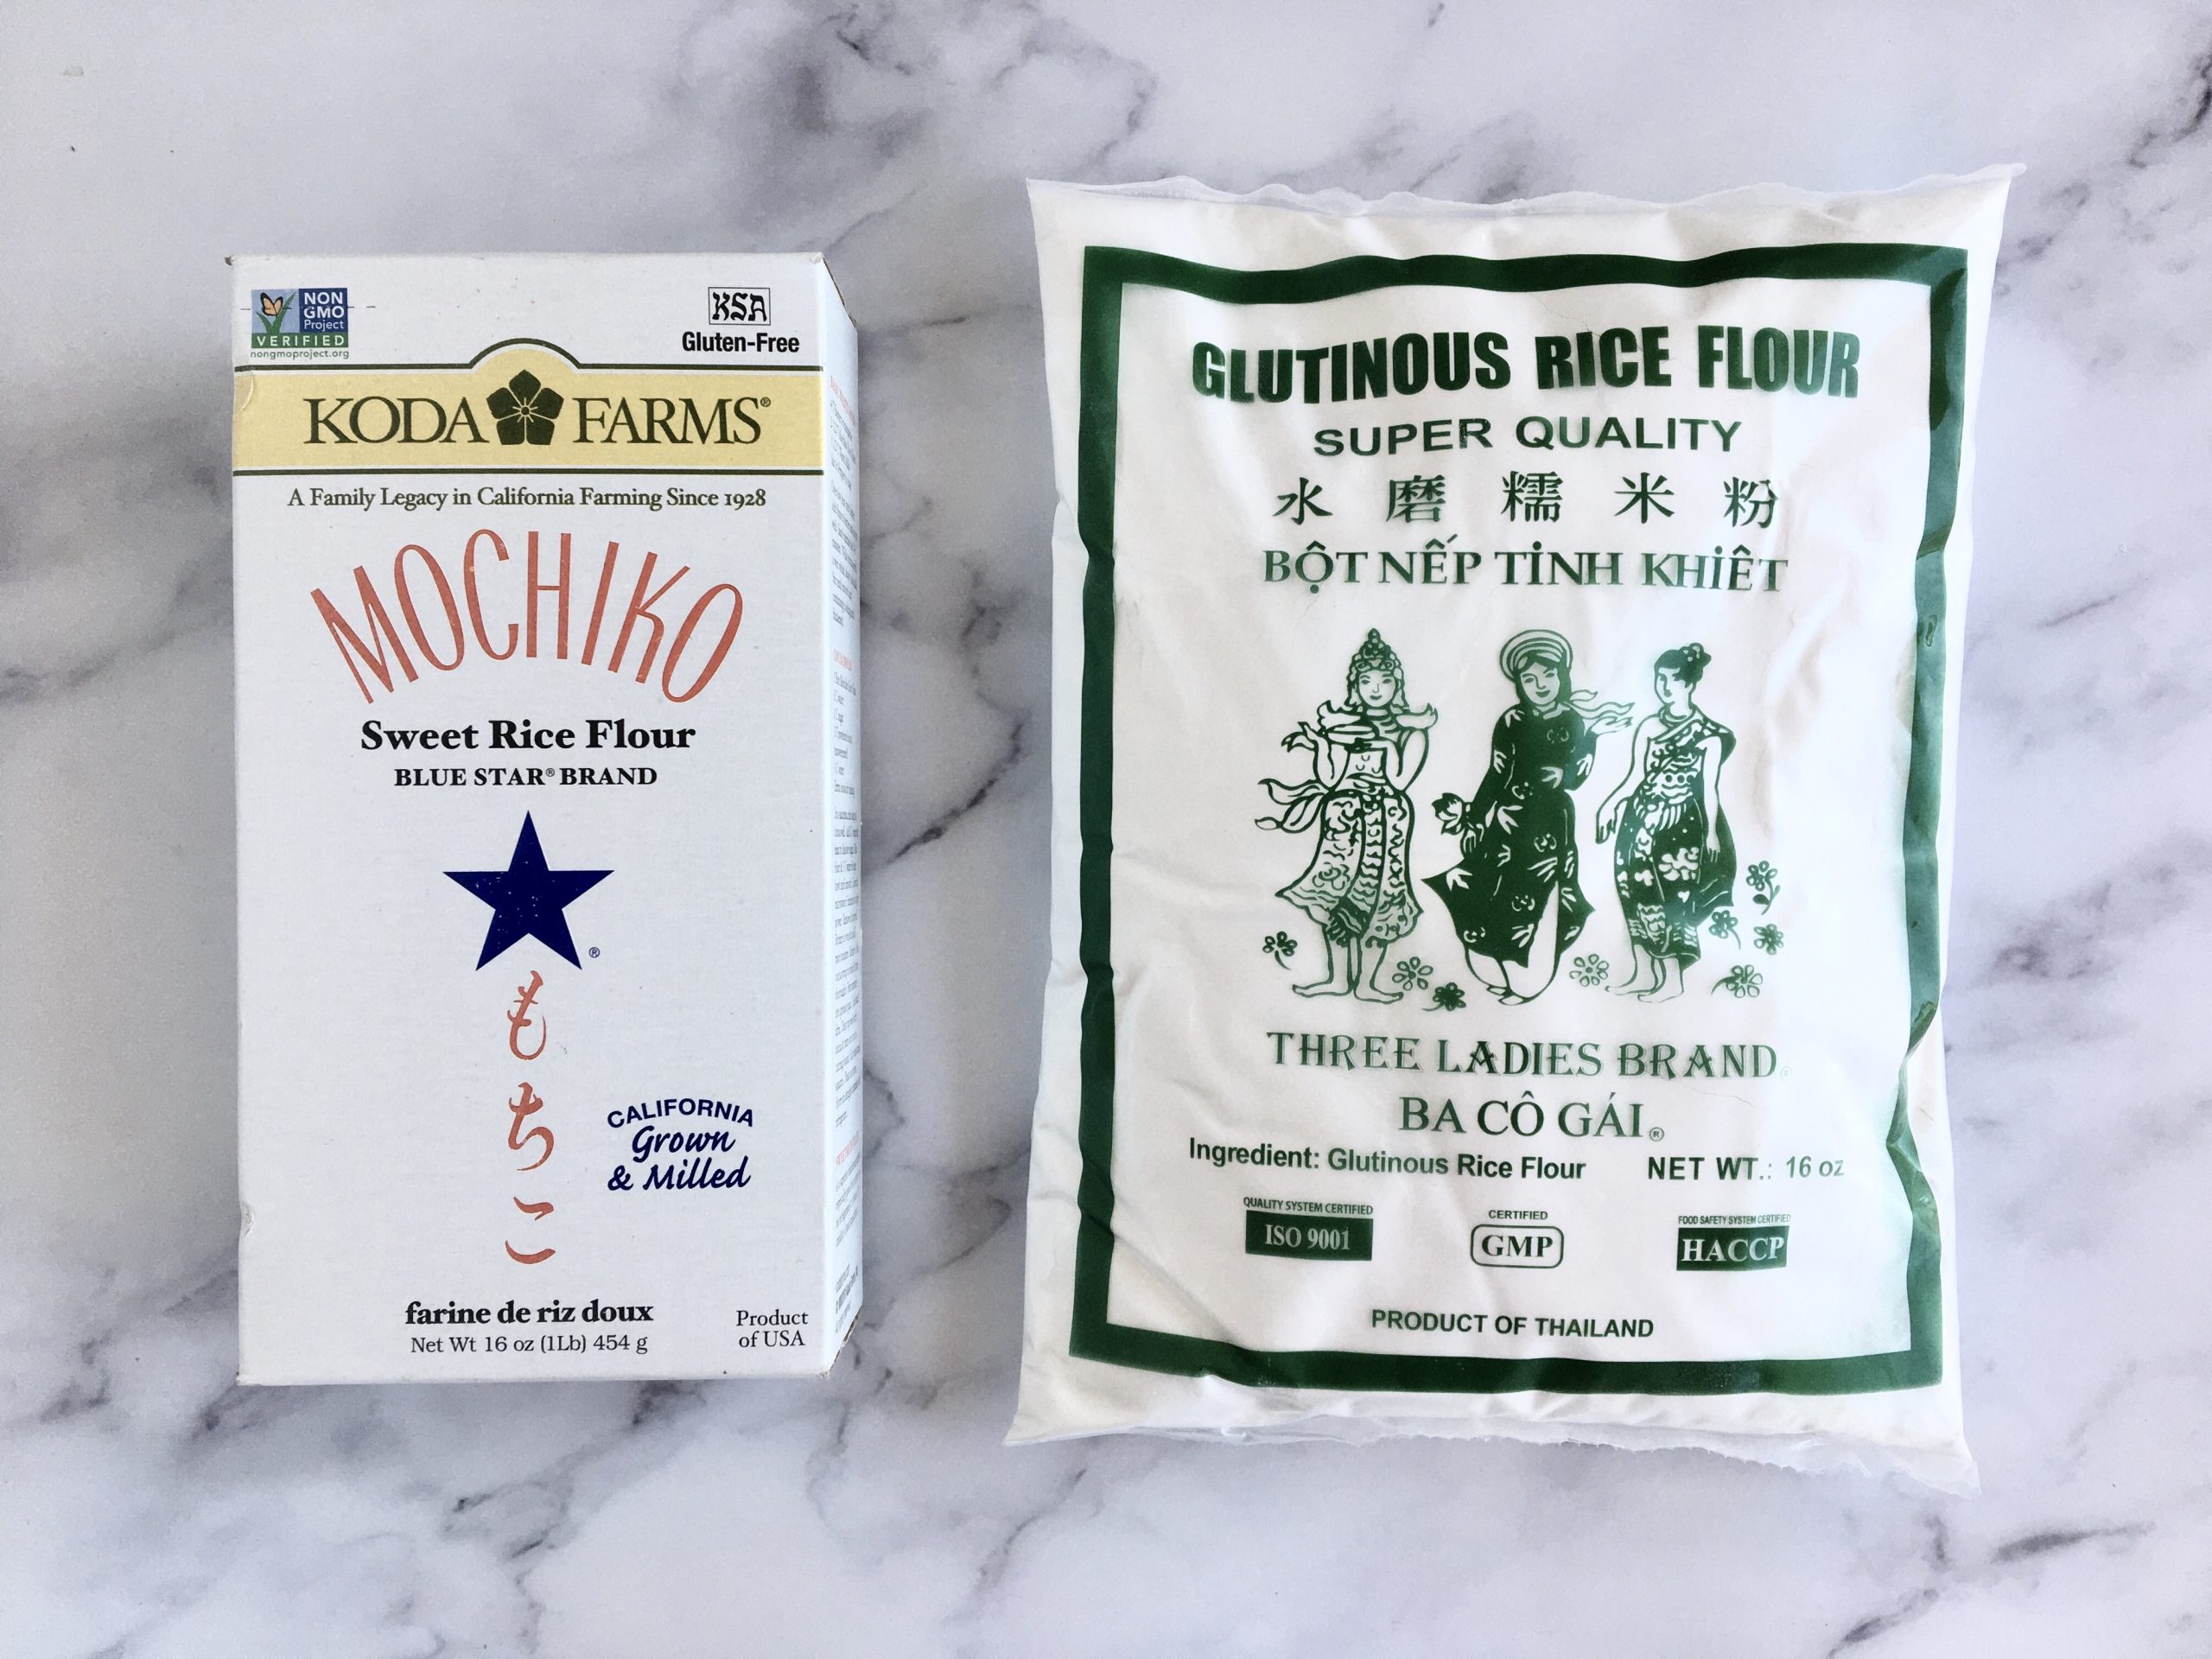 NON
GMO
Project
VERIFIED
nongmoproject.org
KSA
Gluten-Free
KODA FARMS®
A Family Legacy in California Farming Since 1928
MOCHIKO
Sweet Rice Flour
BLUE STAR® BRAND
®
もちこ
CALIFORNIA
Grown
& Milled
farine de riz doux
Net Wt 16 oz (1Lb) 454 g
Product
of USA
GLUTINOUS RICE FLOUR
SUPER QUALITY
水磨糯米粉
BỘT NẾP TİNH KHİÊT
THREE LADIES BRAND®
BA CÔ GÁI®
Ingredient: Glutinous Rice Flour NET WT.: 16 oz
QUALITY SYSTEM CERTIFIED
ISO 9001
CERTIFIED
GMP
FOOD SAFETY SYSTEM CERTIFIED
HACCP
PRODUCT OF THAILAND